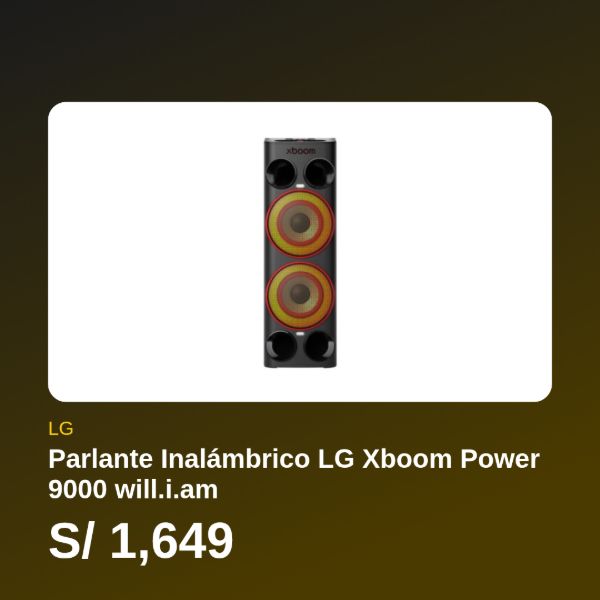 xboom
LG
Parlante Inalámbrico LG Xboom Power
9000 will.i.am
S/ 1,649